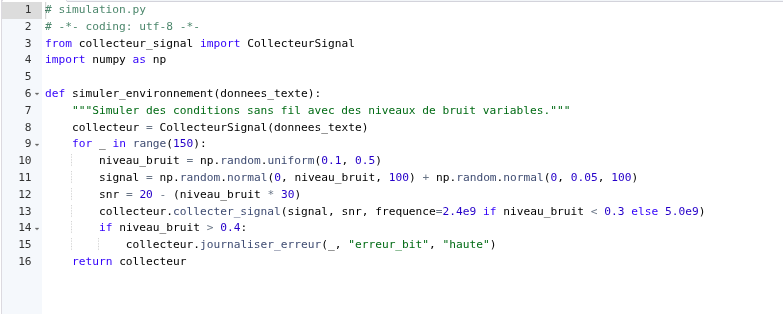 1 # simulation.py
2 # -*- coding: utf-8 -*-
3 from collecteur_signal import CollecteurSignal
4 import numpy as np
5
6 def simuler_environnement(donnees_texte):
7     """Simuler des conditions sans fil avec des niveaux de bruit variables."""
8     collecteur = CollecteurSignal(donnees_texte)
9     for _ in range(150):
10         niveau_bruit = np.random.uniform(0.1, 0.5)
11         signal = np.random.normal(0, niveau_bruit, 100) + np.random.normal(0, 0.05, 100)
12         snr = 20 - (niveau_bruit * 30)
13         collecteur.collecter_signal(signal, snr, frequence=2.4e9 if niveau_bruit < 0.3 else 5.0e9)
14         if niveau_bruit > 0.4:
15             collecteur.journaliser_erreur(_, "erreur_bit", "haute")
16     return collecteur